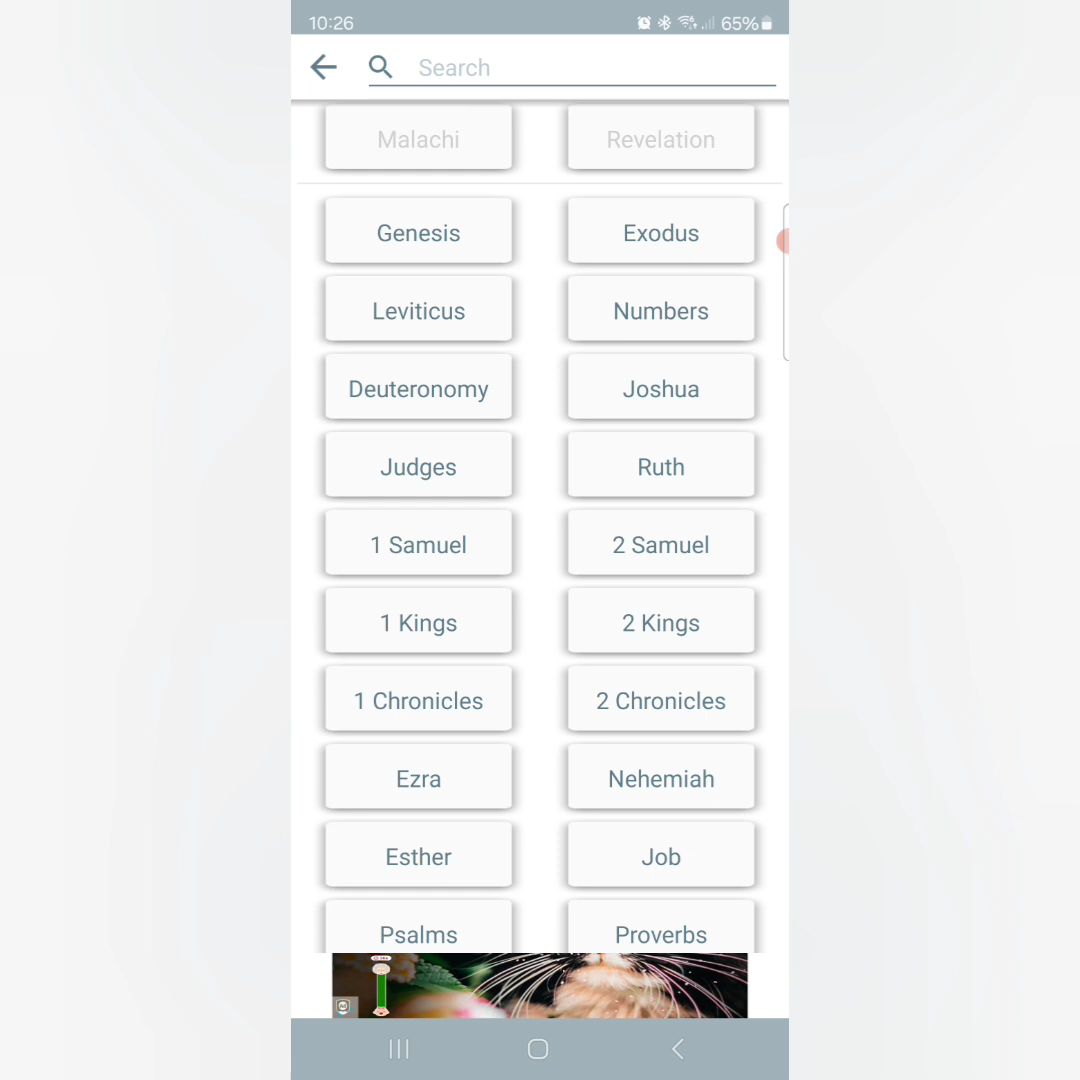 10:26 65%
Search
Malachi Revelation
Genesis Exodus
Leviticus Numbers
Deuteronomy Joshua
Judges Ruth
1 Samuel 2 Samuel
1 Kings 2 Kings
1 Chronicles 2 Chronicles
Ezra Nehemiah
Esther Job
Psalms Proverbs